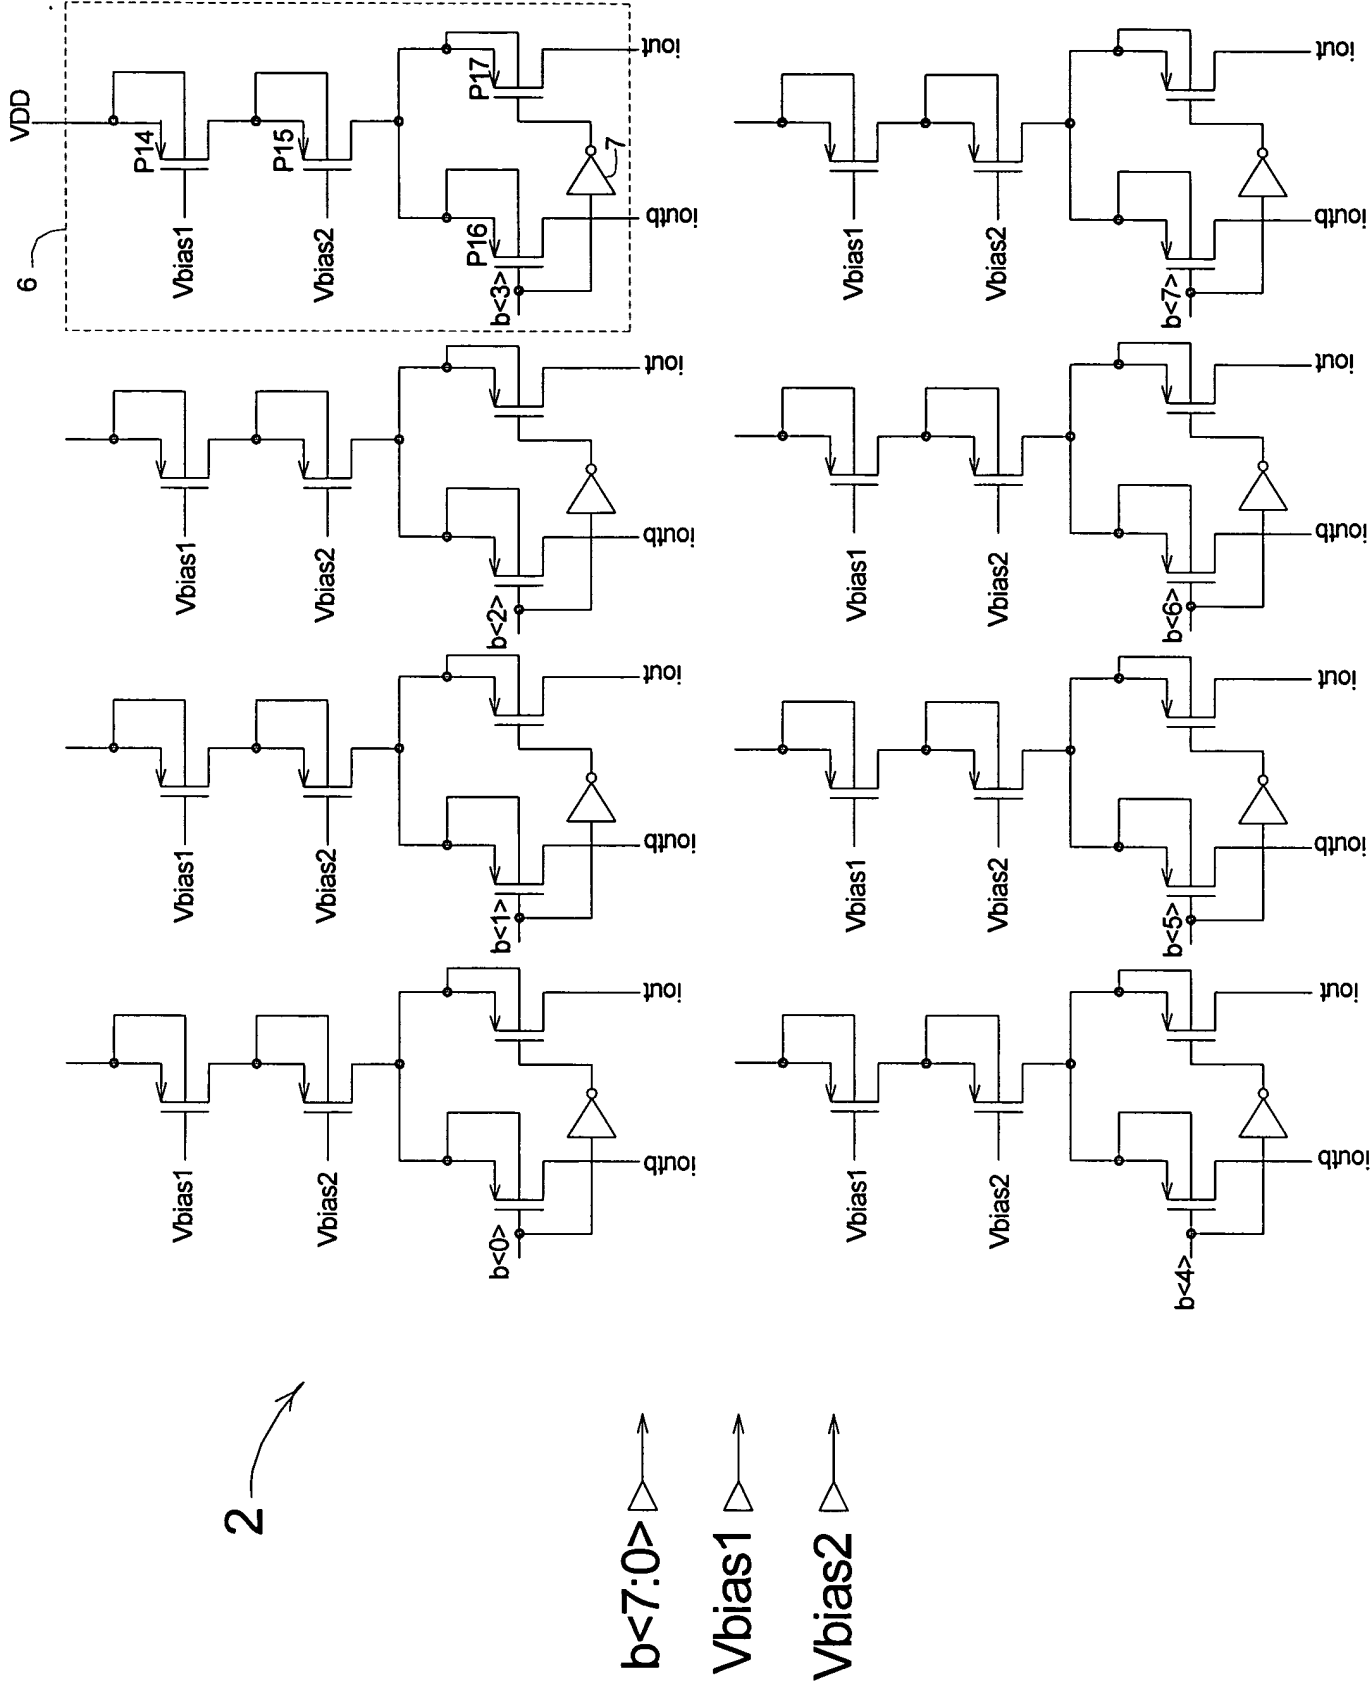 VDD
6
P14
Vbias1
P15
Vbias2
P17
P16
b<3>
7
ioutb
iout
Vbias1
Vbias2
b<2>
ioutb
iout
Vbias1
Vbias2
b<1>
ioutb
iout
Vbias1
Vbias2
b<0>
ioutb
iout
Vbias1
Vbias2
b<7>
ioutb
iout
Vbias1
Vbias2
b<6>
ioutb
iout
Vbias1
Vbias2
b<5>
ioutb
iout
Vbias1
Vbias2
b<4>
ioutb
iout
2
b<7:0>
Vbias1
Vbias2